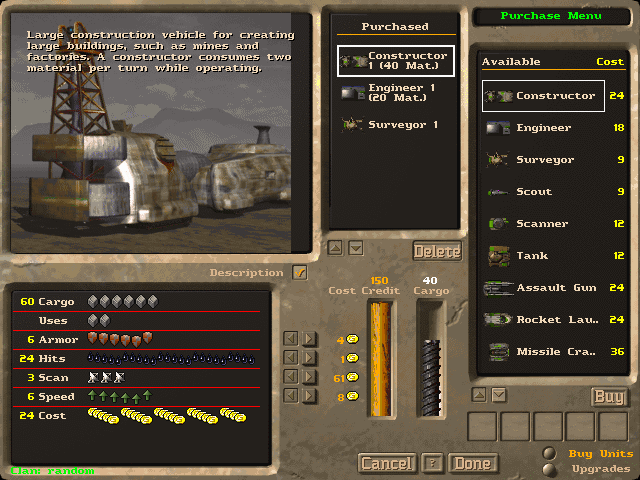 Large construction vehicle for creating
large buildings, such as mines and
factories. A constructor consumes two
material per turn while operating.
Description
Purchased
Constructor
1 (40 Mat.)
Engineer 1
(20 Mat.)
Surveyor 1
Delete
Purchase Menu
Available Cost
Constructor 24
Engineer 18
Surveyor 9
Scout 9
Scanner 12
Tank 12
Assault Gun 24
Rocket Lau.. 24
Missile Cra.. 36
Buy
60 Cargo
Uses
6 Armor
24 Hits
3 Scan
6 Speed
24 Cost
Clan: random
150 40
Cost Credit Cargo
4
1
61
8
Cancel ? Done
Buy Units
Upgrades